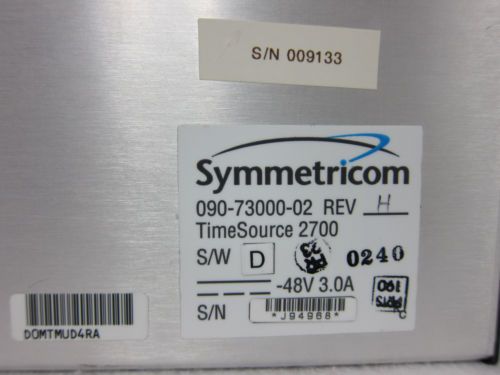 S/N 009133
Symmetricom
090-73000-02 REV H
TimeSource 2700
S/W D 0240
-48V 3.0A
S/N *J94968*
DOMTMUD4RA